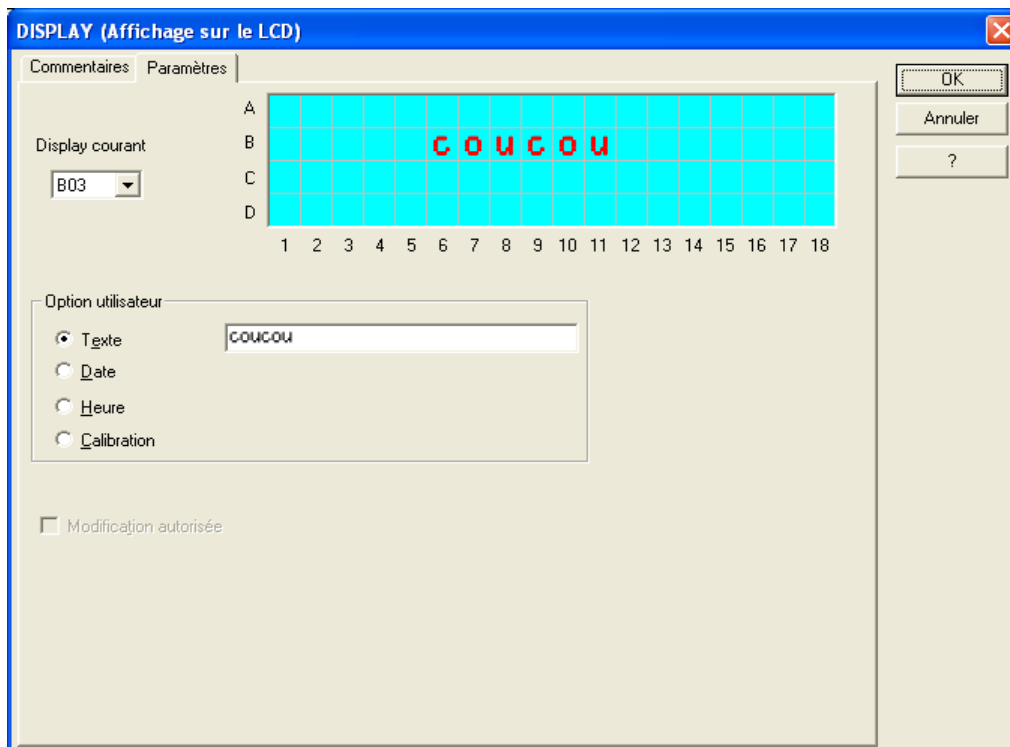 DISPLAY (Affichage sur le LCD)
Commentaires Paramètres
OK
Annuler
?
Display courant
B03
A
B coucou
C
D
1 2 3 4 5 6 7 8 9 10 11 12 13 14 15 16 17 18
Option utilisateur
Texte coucou
Date
Heure
Calibration
Modification autorisée